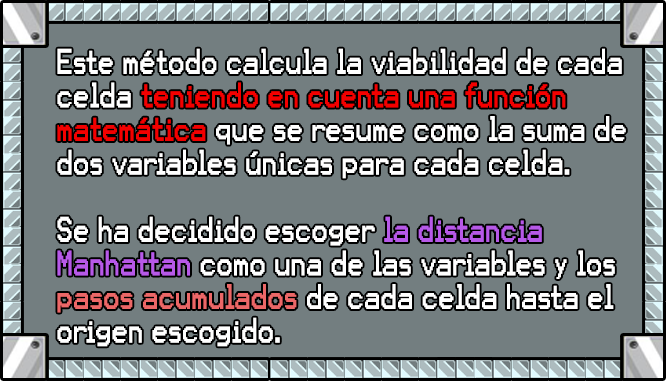 Este método calcula la viabilidad de cada
celda teniendo en cuenta una función
matemática que se resume como la suma de
dos variables únicas para cada celda.
Se ha decidido escoger la distancia
Manhattan como una de las variables y los
pasos acumulados de cada celda hasta el
origen escogido.